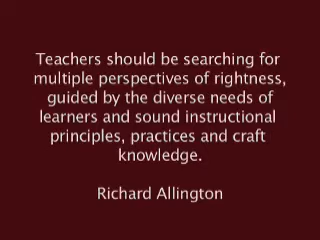 Teachers should be searching for
multiple perspectives of rightness,
guided by the diverse needs of
learners and sound instructional
principles, practices and craft
knowledge.
Richard Allington